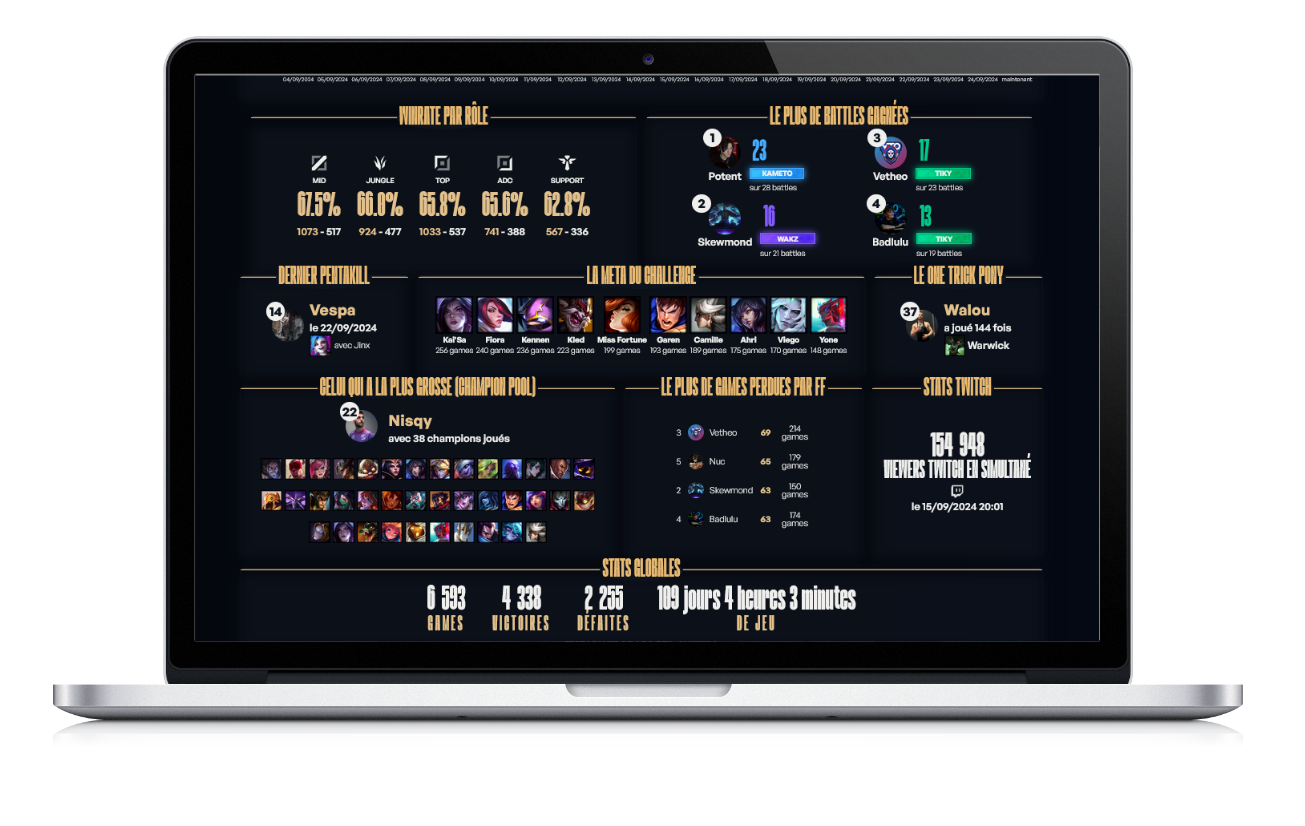 04/09/2024 05/09/2024 06/09/2024 07/09/2024 08/09/2024 09/09/2024 10/09/2024 11/09/2024 12/09/2024 13/09/2024 14/09/2024 15/09/2024 16/09/2024 17/09/2024 18/09/2024 19/09/2024 20/09/2024 21/09/2024 22/09/2024 23/09/2024 24/09/2024 maintenant
WINRATE PAR RÔLE
MID JUNGLE TOP ADC SUPPORT
67.5% 66.0% 65.8% 65.6% 62.8%
1073 - 517 924 - 477 1033 - 537 741 - 388 567 - 336
LE PLUS DE BATTLES GAGNÉES
1 23
Potent KAMETO
sur 28 battles
3 17
Vetheo TIKY
sur 23 battles
2 16
Skewmond WAKZ
sur 21 battles
4 13
Badlulu TIKY
sur 19 battles
DERNIER PENTAKILL
14 Vespa
le 22/09/2024
avec Jinx
LA META DU CHALLENGE
Kai'Sa Fiora Kennen Kled Miss Fortune Garen Camille Ahri Viego Yone
256 games 240 games 236 games 223 games 199 games 193 games 189 games 175 games 170 games 148 games
LE ONE TRICK PONY
37 Walou
a joué 144 fois
Warwick
CELUI QUI A LA PLUS GROSSE (CHAMPION POOL)
22 Nisqy
avec 38 champions joués
LE PLUS DE GAMES PERDUES PAR FF
3 Vetheo 69 214 games
5 Nuc 65 179 games
2 Skewmond 63 150 games
4 Badlulu 63 174 games
STATS TWITCH
154 948
VIEWERS TWITCH EN SIMULTANÉ
le 15/09/2024 20:01
STATS GLOBALES
6 593 4 338 2 255 109 jours 4 heures 3 minutes
GAMES VICTOIRES DÉFAITES DE JEU